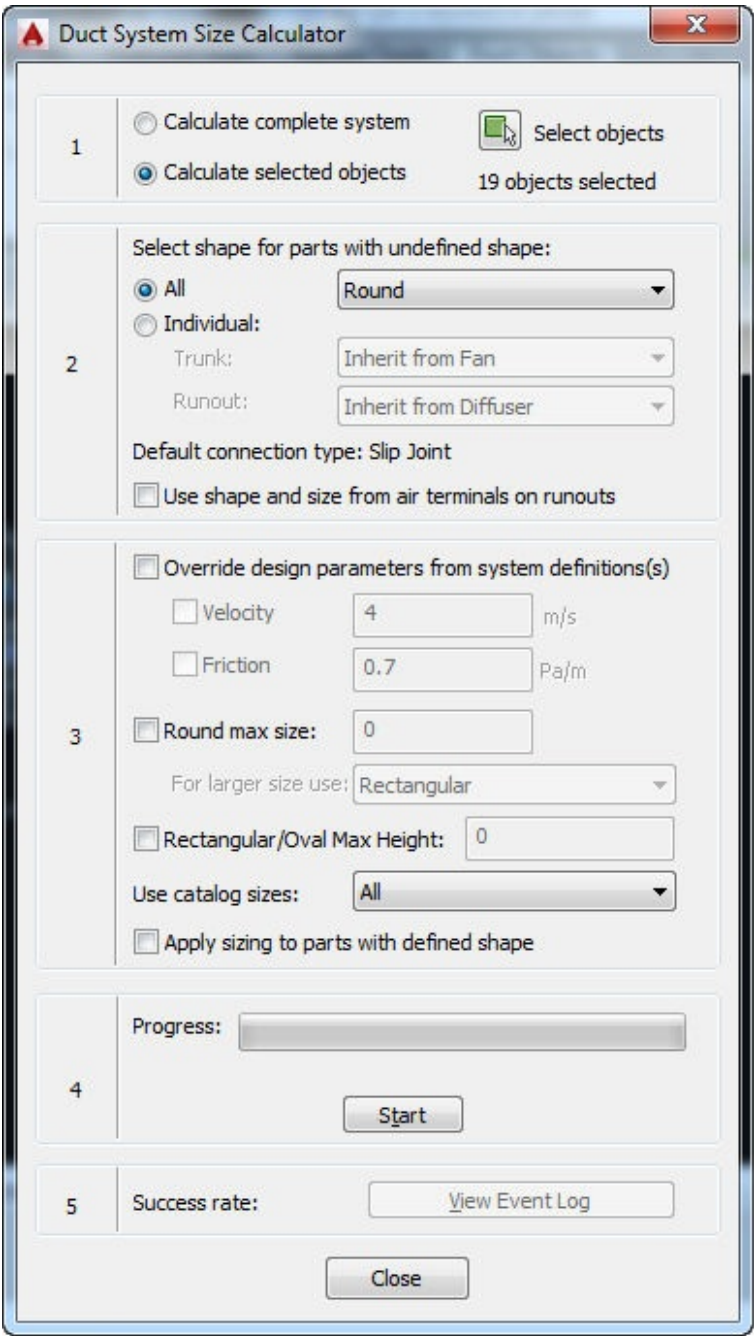 Duct System Size Calculator
1
Calculate complete system
Select objects
Calculate selected objects
19 objects selected
2
Select shape for parts with undefined shape:
All
Round
Individual:
Trunk:
Inherit from Fan
Runout:
Inherit from Diffuser
Default connection type: Slip Joint
Use shape and size from air terminals on runouts
3
Override design parameters from system definitions(s)
Velocity
4
m/s
Friction
0.7
Pa/m
Round max size:
0
For larger size use:
Rectangular
Rectangular/Oval Max Height:
0
Use catalog sizes:
All
Apply sizing to parts with defined shape
4
Progress:
Start
5
Success rate:
View Event Log
Close